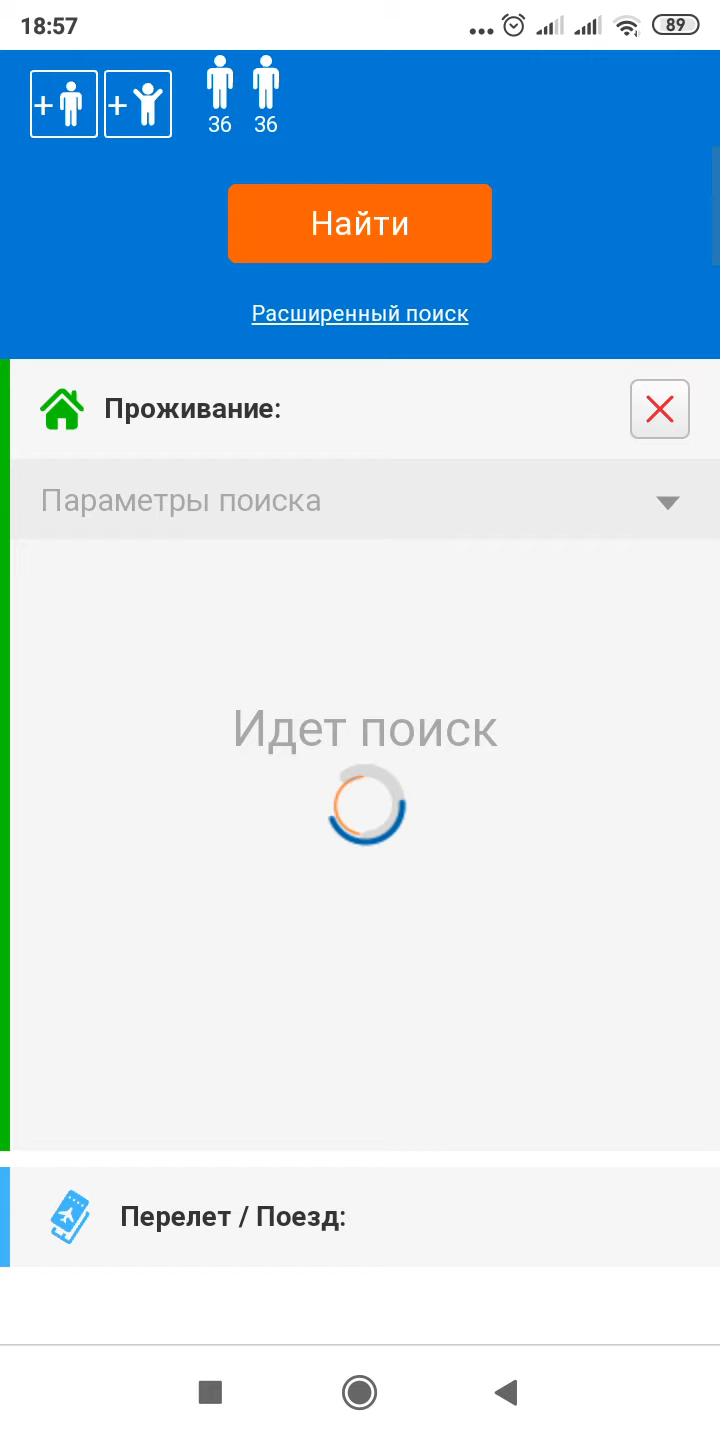 18:57
89
+ +
36 36
Найти
Расширенный поиск
Проживание:
Параметры поиска
Идет поиск
Перелет / Поезд: